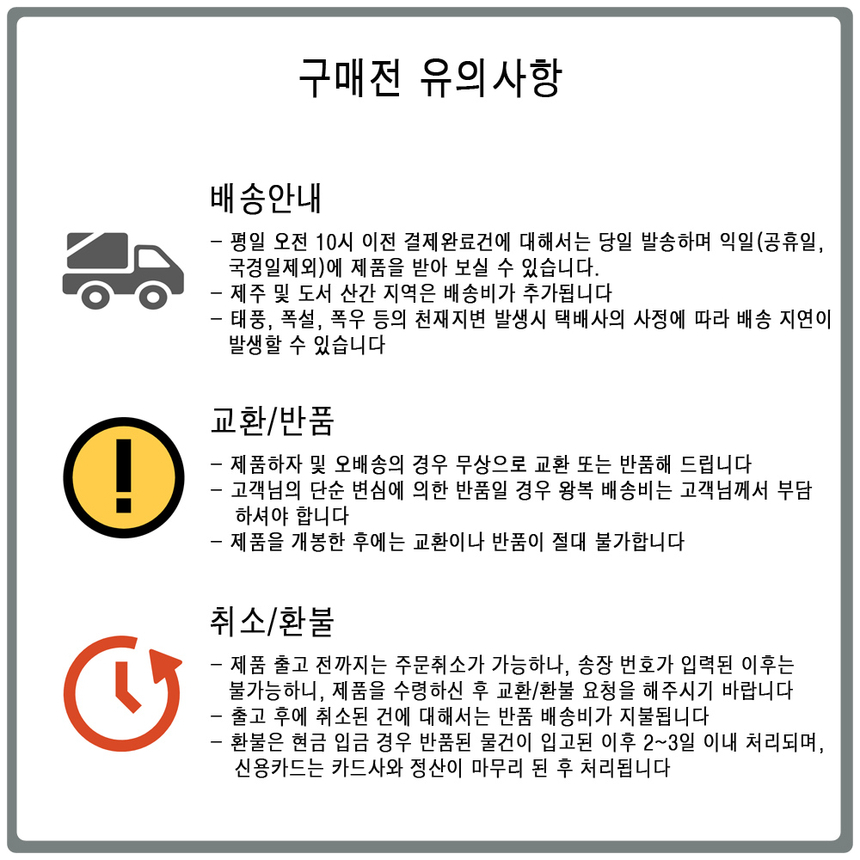 구매전 유의사항
배송안내
- 평일 오전 10시 이전 결제완료건에 대해서는 당일 발송하며 익일(공휴일,
국경일제외)에 제품을 받아 보실 수 있습니다.
- 제주 및 도서 산간 지역은 배송비가 추가됩니다
- 태풍, 폭설, 폭우 등의 천재지변 발생시 택배사의 사정에 따라 배송 지연이
발생할 수 있습니다
교환/반품
- 제품하자 및 오배송의 경우 무상으로 교환 또는 반품해 드립니다
- 고객님의 단순 변심에 의한 반품일 경우 왕복 배송비는 고객님께서 부담
하셔야 합니다
- 제품을 개봉한 후에는 교환이나 반품이 절대 불가합니다
취소/환불
- 제품 출고 전까지는 주문취소가 가능하나, 송장 번호가 입력된 이후는
불가능하니, 제품을 수령하신 후 교환/환불 요청을 해주시기 바랍니다
- 출고 후에 취소된 건에 대해서는 반품 배송비가 지불됩니다
- 환불은 현금 입금 경우 반품된 물건이 입고된 이후 2~3일 이내 처리되며,
신용카드는 카드사와 정산이 마무리 된 후 처리됩니다